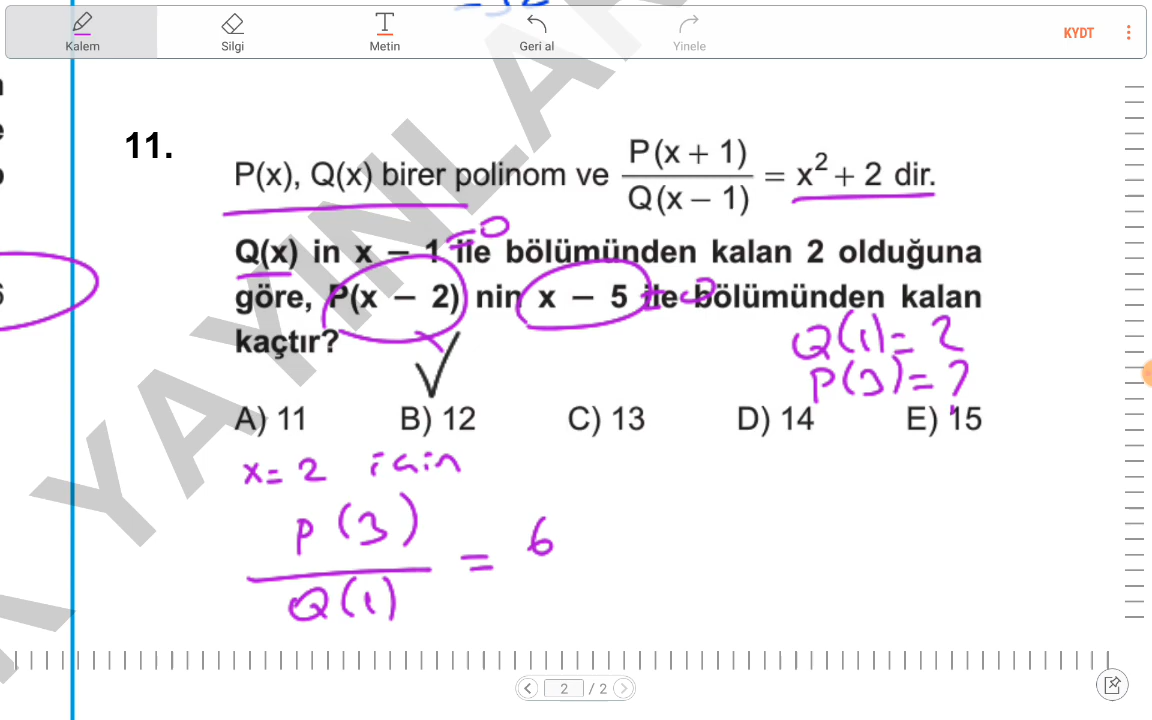 Kalem
Silgi
Metin
Geri al
Yinele
KYDT
11.
P(x), Q(x) birer polinom ve P(x + 1) / Q(x − 1) = x² + 2 dir.
Q(x) in x − 1 ile bölümünden kalan 2 olduğuna
göre, P(x − 2) nin x − 5 ile bölümünden kalan
kaçtır?
=0
Q(1)=2
P(3)=?
A) 11 B) 12 C) 13 D) 14 E) 15
x=2 için
P(3) / Q(1) = 6
YAYINLAR
2 / 2